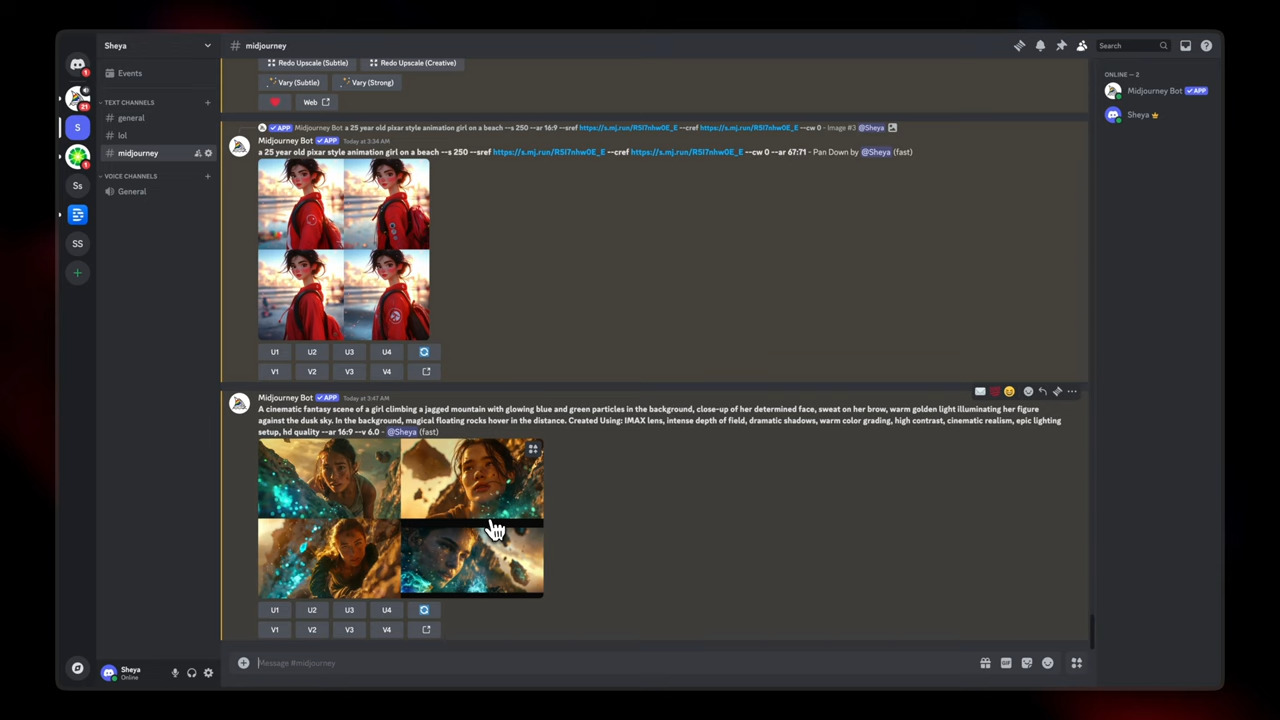 Sheya
# midjourney
Search
Events
TEXT CHANNELS
general
lol
midjourney
VOICE CHANNELS
General
1
21
S
1
Ss
SS
Redo Upscale (Subtle) Redo Upscale (Creative)
Vary (Subtle) Vary (Strong)
Web
APP Midjourney Bot a 25 year old pixar style animation girl on a beach --s 250 --ar 16:9 --sref https://s.mj.run/R5I7nhw0E_E --cref https://s.mj.run/R5I7nhw0E_E --cw 0 - Image #3 @Sheya
Midjourney Bot APP Today at 3:34 AM
a 25 year old pixar style animation girl on a beach --s 250 --sref https://s.mj.run/R5I7nhw0E_E --cref https://s.mj.run/R5I7nhw0E_E --cw 0 --ar 67:71 - Pan Down by @Sheya (fast)
U1 U2 U3 U4
V1 V2 V3 V4
Midjourney Bot APP Today at 3:47 AM
A cinematic fantasy scene of a girl climbing a jagged mountain with glowing blue and green particles in the background, close-up of her determined face, sweat on her brow, warm golden light illuminating her figure
against the dusk sky. In the background, magical floating rocks hover in the distance. Created Using: IMAX lens, intense depth of field, dramatic shadows, warm color grading, high contrast, cinematic realism, epic lighting
setup, hd quality --ar 16:9 --v 6.0 - @Sheya (fast)
U1 U2 U3 U4
V1 V2 V3 V4
Message #midjourney
GIF
Sheya
Online
ONLINE — 2
Midjourney Bot APP
Sheya